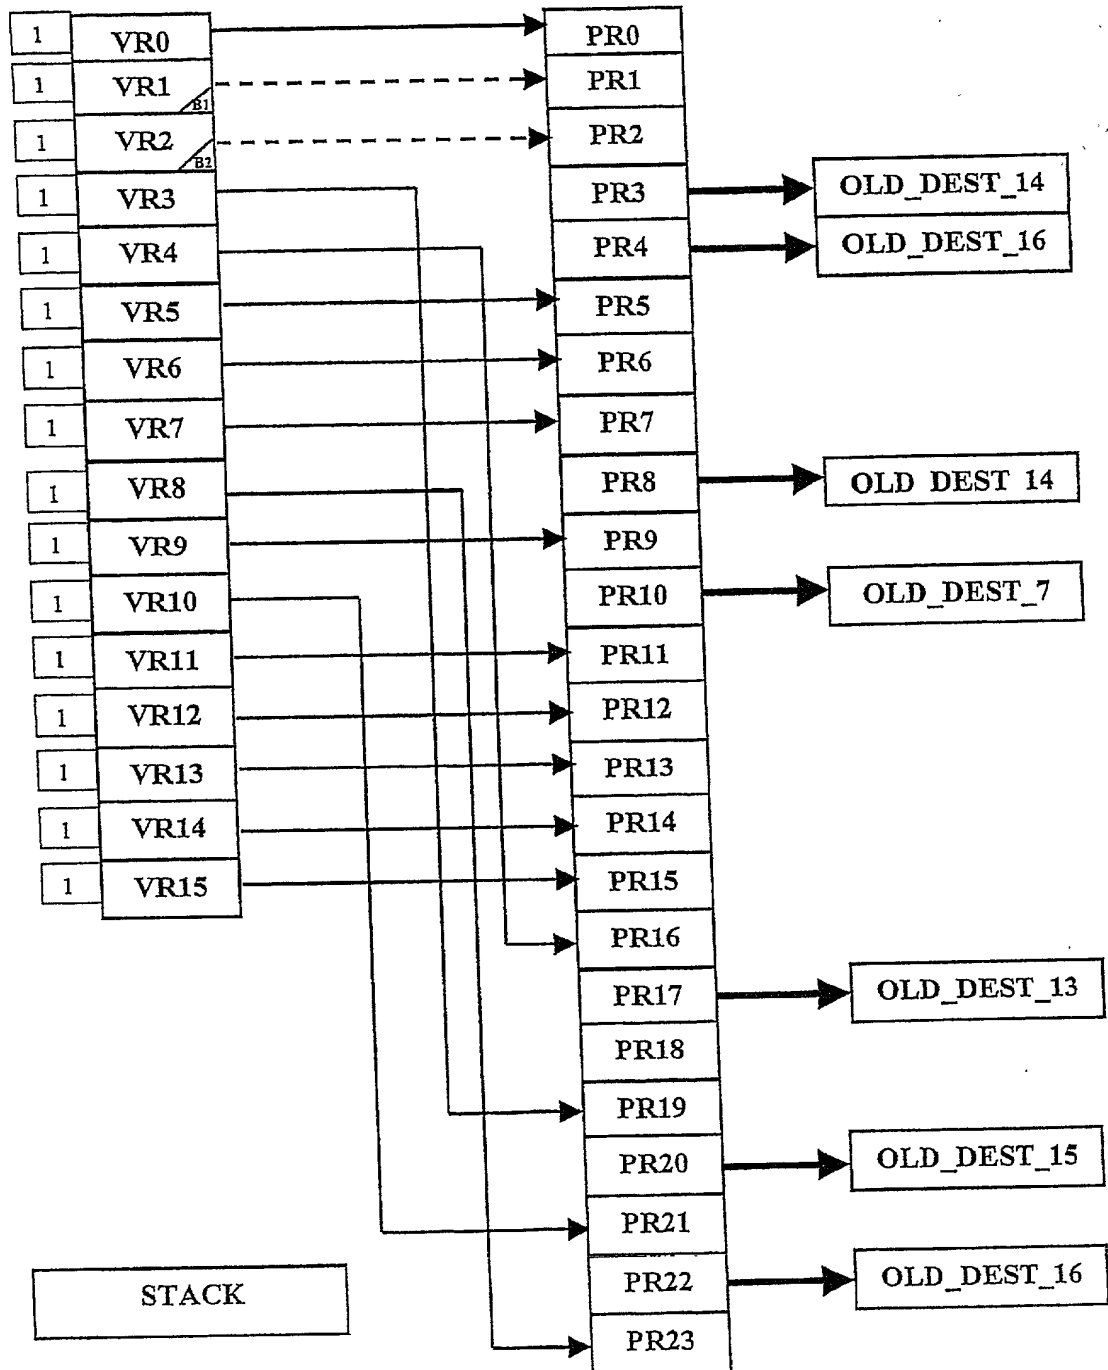 1 VR0 PR0
1 VR1 B1 PR1
1 VR2 B2 PR2
1 VR3 PR3 OLD_DEST_14
1 VR4 PR4 OLD_DEST_16
1 VR5 PR5
1 VR6 PR6
1 VR7 PR7
1 VR8 PR8 OLD DEST 14
1 VR9 PR9
1 VR10 PR10 OLD_DEST_7
1 VR11 PR11
1 VR12 PR12
1 VR13 PR13
1 VR14 PR14
1 VR15 PR15
PR16
PR17 OLD_DEST_13
PR18
PR19
PR20 OLD_DEST_15
PR21
STACK PR22 OLD_DEST_16
PR23